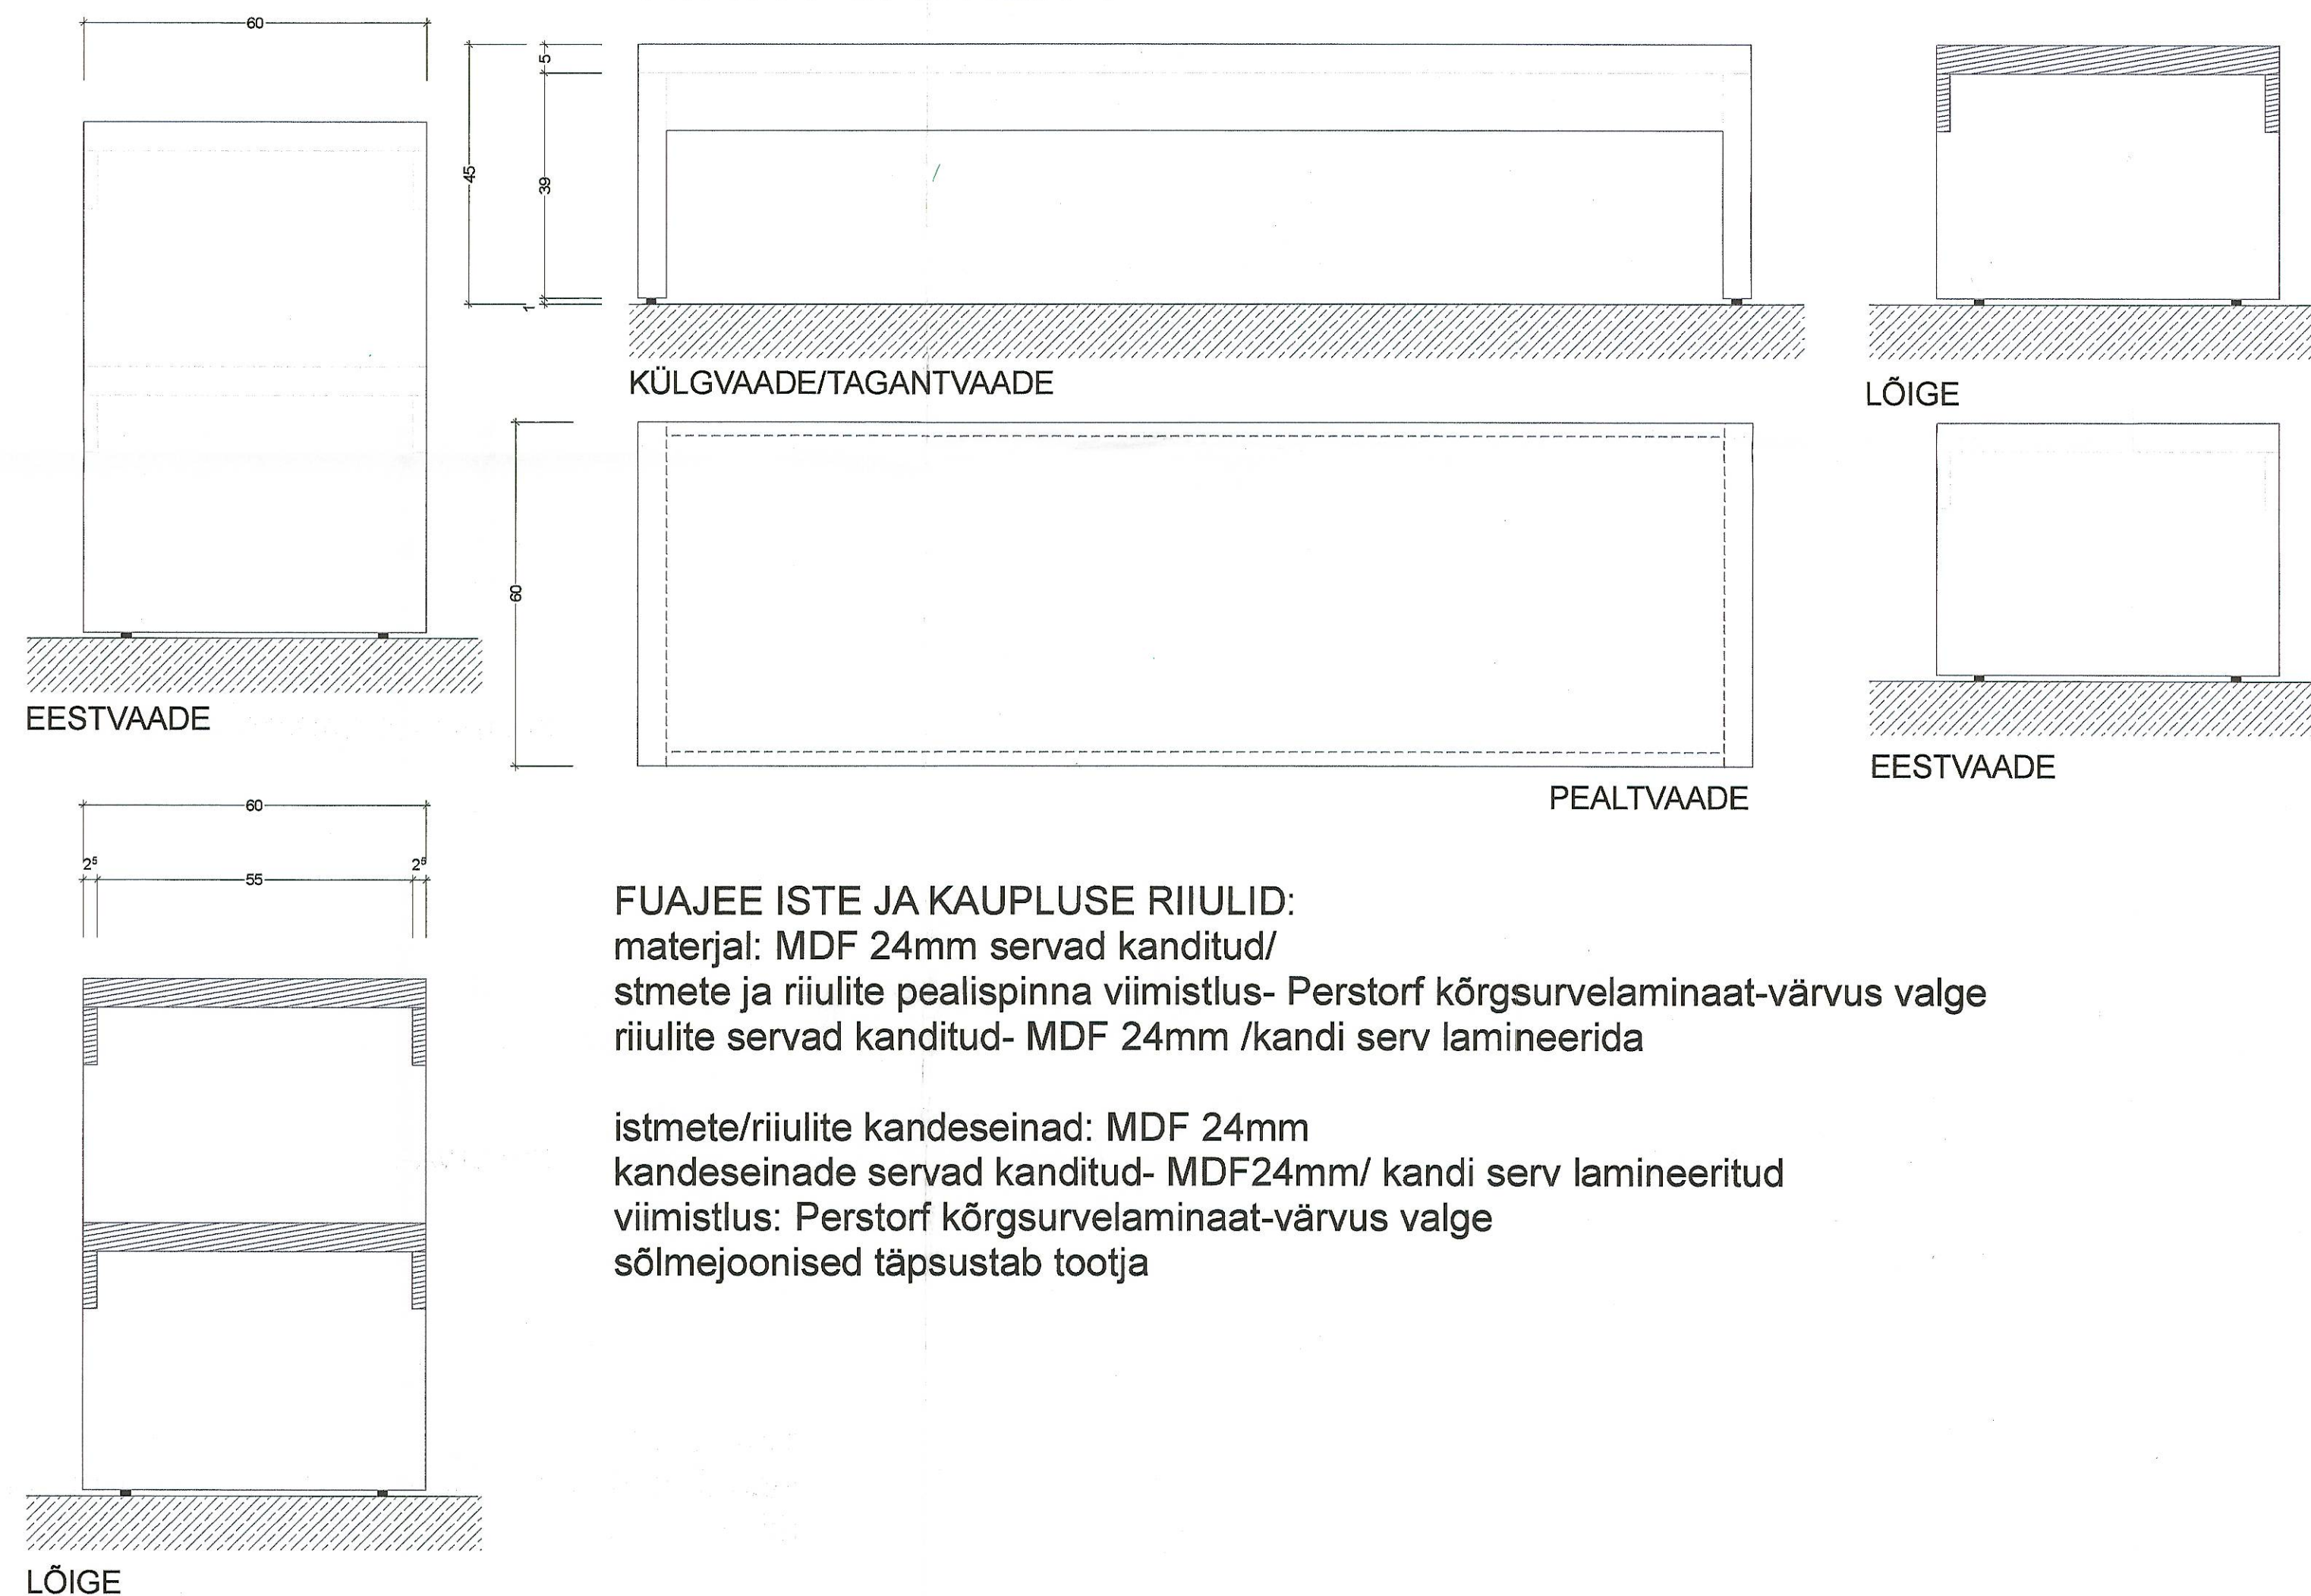 60
5
45
39
1
KÜLGVAADE/TAGANTVAADE
LÕIGE
60
EESTVAADE
EESTVAADE
PEALTVAADE
60
2⁵
2⁵
55
FUAJEE ISTE JA KAUPLUSE RIIULID:
materjal: MDF 24mm servad kanditud/
stmete ja riiulite pealispinna viimistlus- Perstorf kõrgsurvelaminaat-värvus valge
riiulite servad kanditud- MDF 24mm /kandi serv lamineerida
istmete/riiulite kandeseinad: MDF 24mm
kandeseinade servad kanditud- MDF24mm/ kandi serv lamineeritud
viimistlus: Perstorf kõrgsurvelaminaat-värvus valge
sõlmejoonised täpsustab tootja
LÕIGE